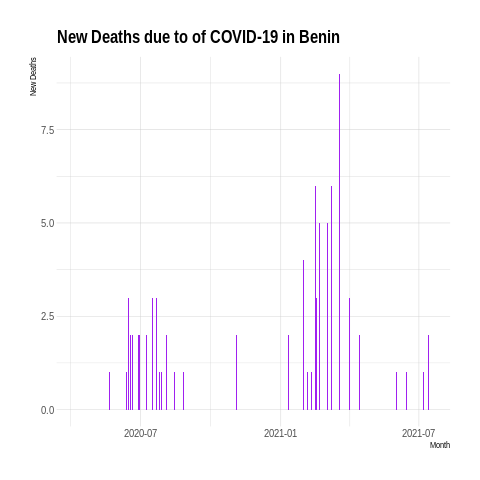 New Deaths due to of COVID-19 in Benin
New Deaths
7.5
5.0
2.5
0.0
2020-07 2021-01 2021-07
Month